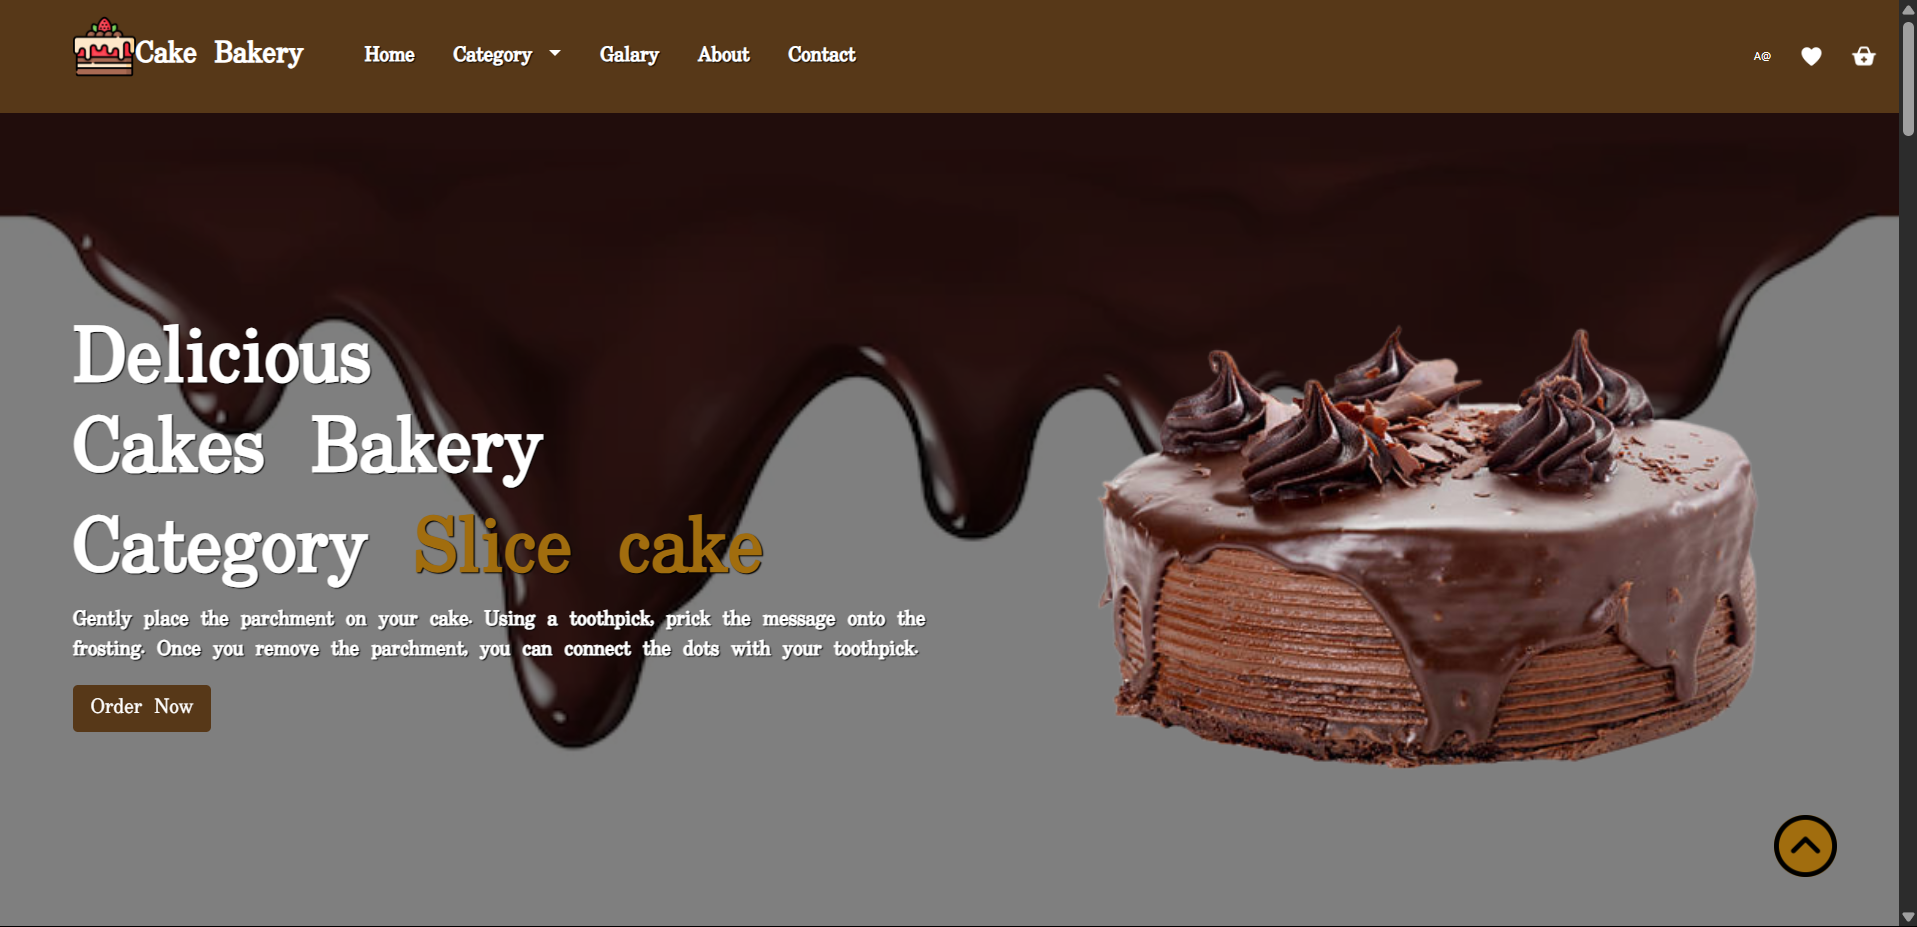 Cake Bakery
Home
Category
Galary
About
Contact
A@
Delicious
Cakes Bakery
Category Slice cake
Gently place the parchment on your cake. Using a toothpick, prick the message onto the
frosting. Once you remove the parchment, you can connect the dots with your toothpick.
Order Now